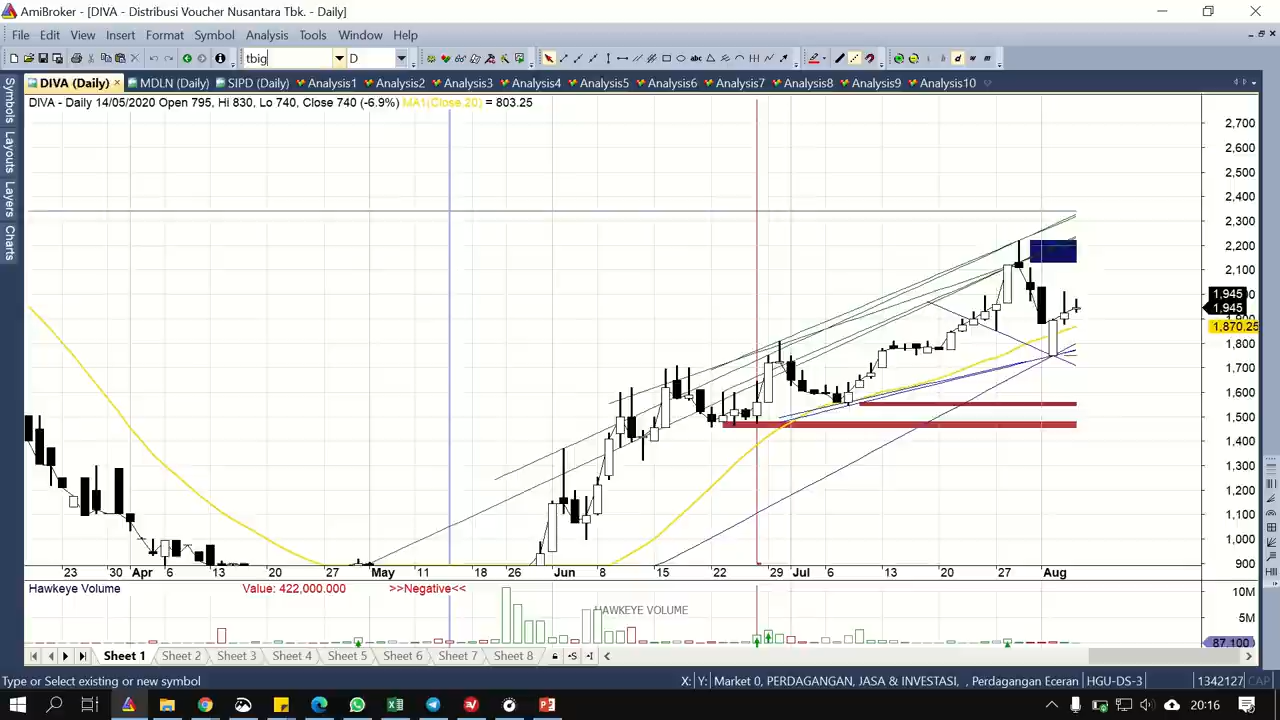 AmiBroker - [DIVA - Distribusi Voucher Nusantara Tbk. - Daily]
File Edit View Insert Format Symbol Analysis Tools Window Help
tbig D
DIVA (Daily) MDLN (Daily) SIPD (Daily) Analysis1 Analysis2 Analysis3 Analysis4 Analysis5 Analysis6 Analysis7 Analysis8 Analysis9 Analysis10
Symbols
Layouts
Layers
Charts
DIVA - Daily 14/05/2020 Open 795, Hi 830, Lo 740, Close 740 (-6.9%) MA1(Close,20) = 803.25
2,700
2,600
2,500
2,400
2,300
2,200
2,100
1,945
1,945
1,870.25
1,800
1,700
1,600
1,500
1,400
1,300
1,200
1,100
1,000
900
23 30 Apr 6 13 20 27 May 11 18 26 Jun 8 15 22 29 Jul 6 13 20 27 Aug
Hawkeye Volume Value: 422,000.000 >>Negative<<
HAWKEYE VOLUME
10M
5M
87,100
Sheet 1 Sheet 2 Sheet 3 Sheet 4 Sheet 5 Sheet 6 Sheet 7 Sheet 8
Type or Select existing or new symbol X: Y: Market 0, PERDAGANGAN, JASA & INVESTASI, , Perdagangan Eceran HGU-DS-3 1342127 CAP
20:16